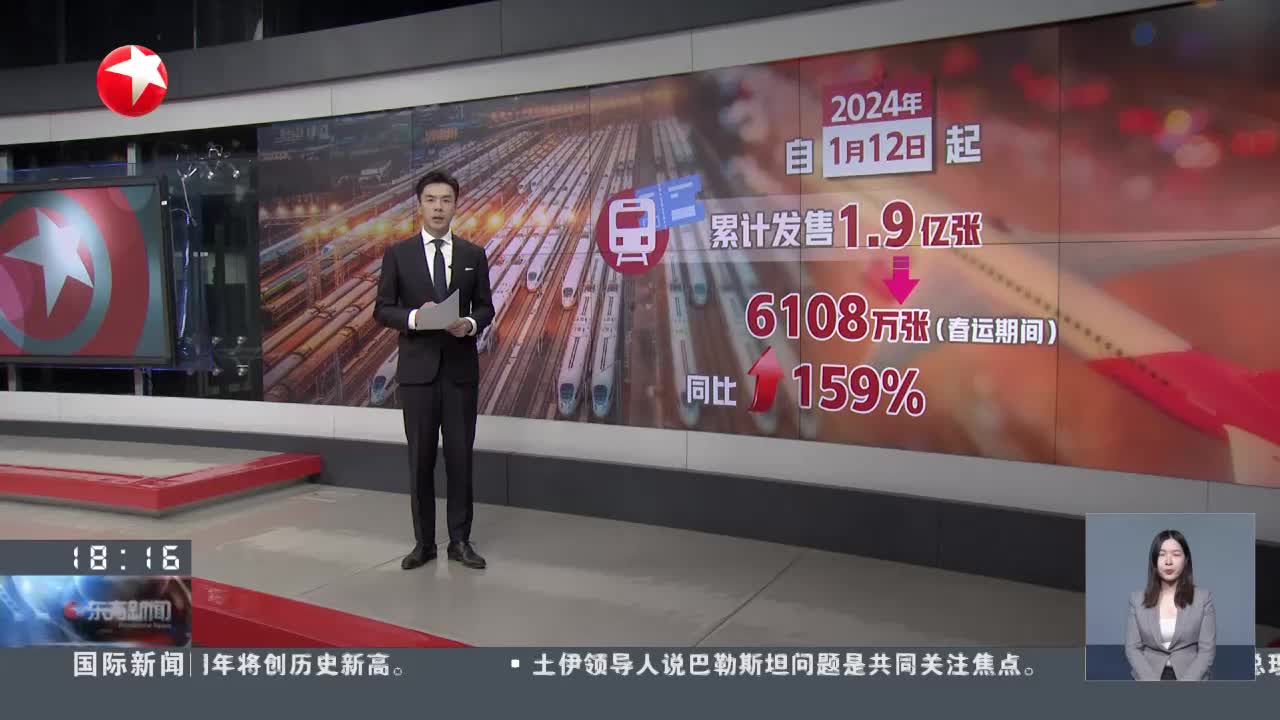 2024年
自 1月12日 起
累计发售1.9亿张
6108万张(春运期间)
同比 159%
18:16
东方新闻
国际新闻 年将创历史新高。 ▪ 土伊领导人说巴勒斯坦问题是共同关注焦点。